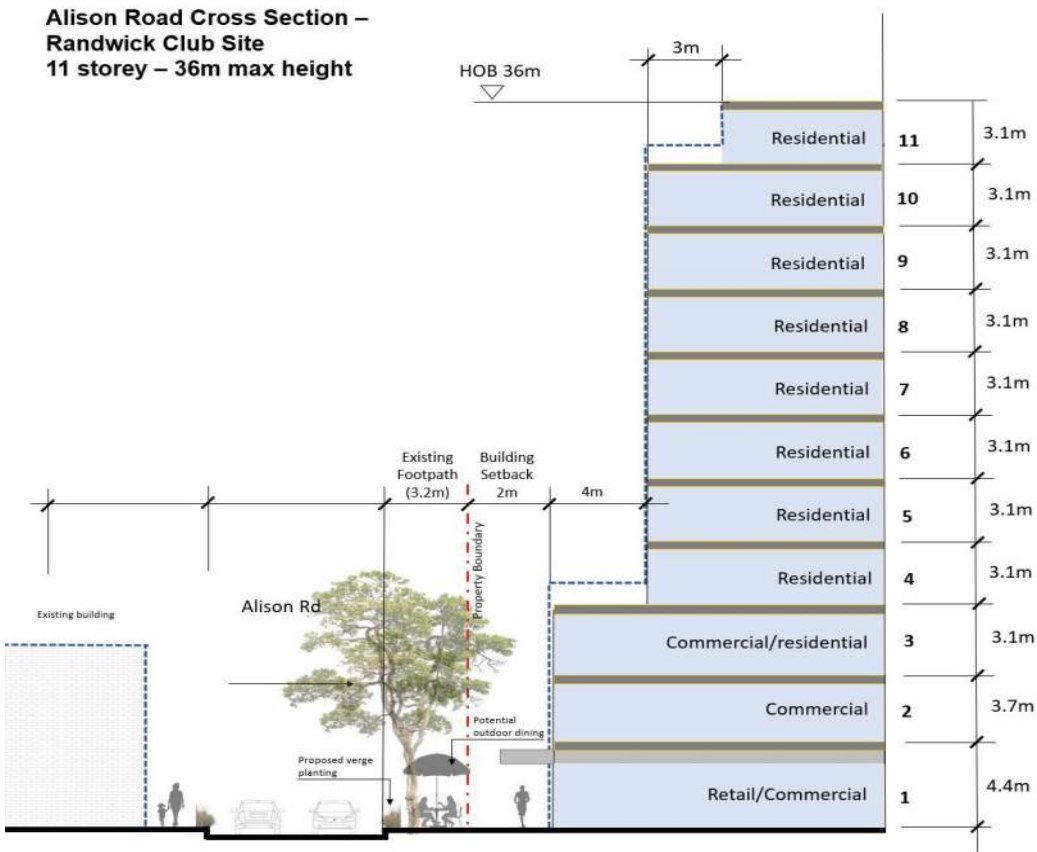 Alison Road Cross Section –
Randwick Club Site
11 storey – 36m max height
3m
HOB 36m
Residential 11 3.1m
Residential 10 3.1m
Residential 9 3.1m
Residential 8 3.1m
Residential 7 3.1m
Residential 6 3.1m
Residential 5 3.1m
Residential 4 3.1m
Commercial/residential 3 3.1m
Commercial 2 3.7m
Retail/Commercial 1 4.4m
Existing
Footpath
(3.2m)
Building
Setback
2m
4m
Property Boundary
Existing building
Alison Rd
Potential
outdoor dining
Proposed verge
planting